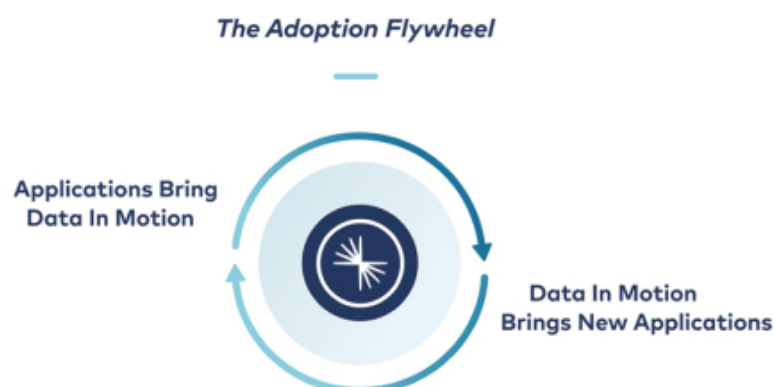 The Adoption Flywheel
Applications Bring
Data In Motion
Data In Motion
Brings New Applications